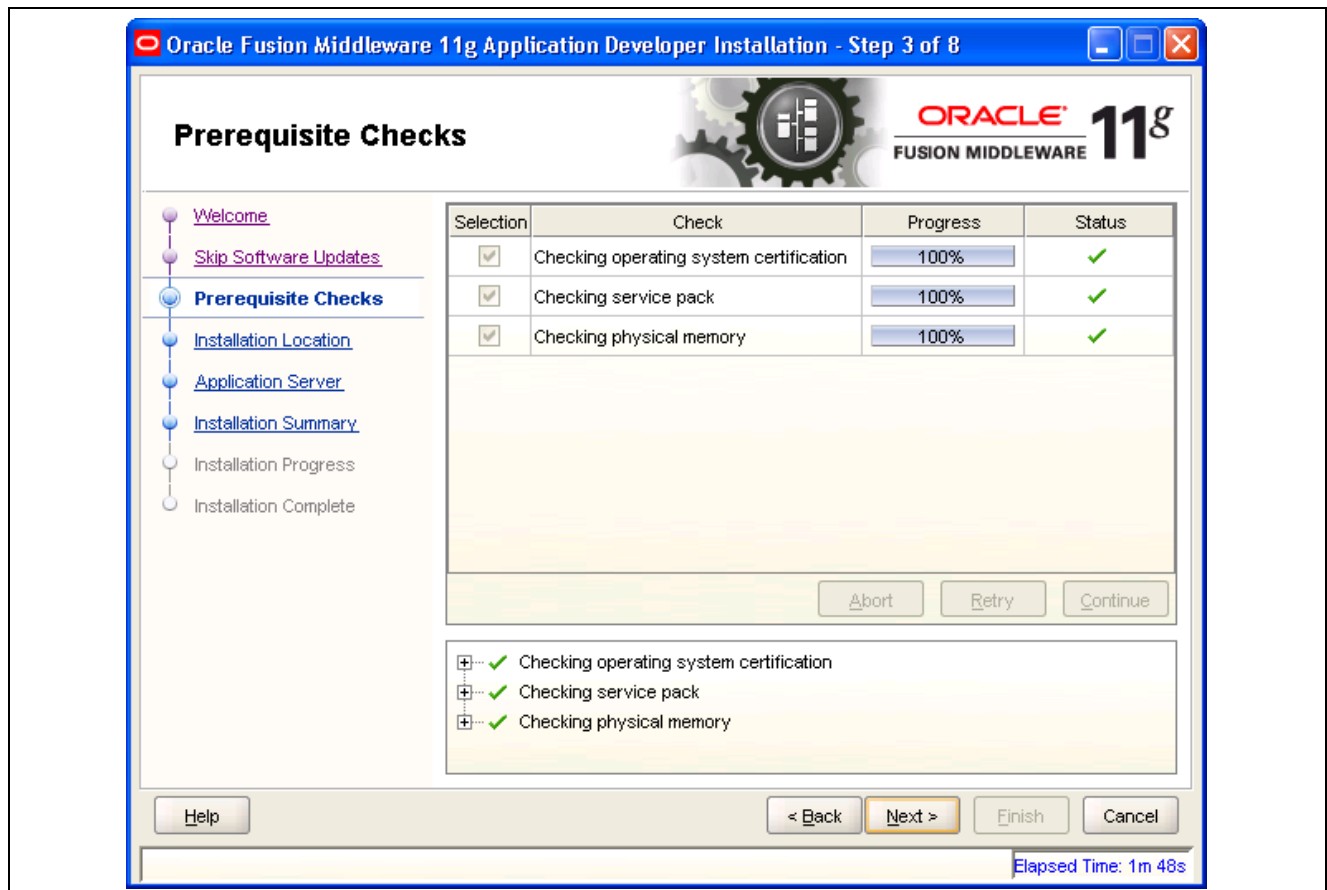 Oracle Fusion Middleware 11g Application Developer Installation - Step 3 of 8
Prerequisite Checks
ORACLE 11g
FUSION MIDDLEWARE
Welcome
Skip Software Updates
Prerequisite Checks
Installation Location
Application Server
Installation Summary
Installation Progress
Installation Complete
Selection Check Progress Status
Checking operating system certification 100%
Checking service pack 100%
Checking physical memory 100%
Abort Retry Continue
Checking operating system certification
Checking service pack
Checking physical memory
Help < Back Next > Finish Cancel
Elapsed Time: 1m 48s